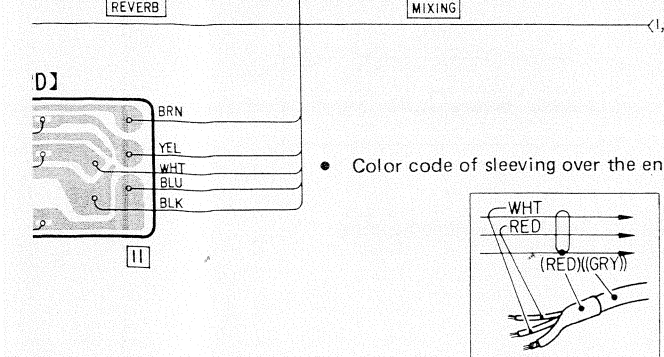 REVERB
MIXING
D】
BRN
YEL
WHT
BLU
BLK
11
● Color code of sleeving over the en
WHT
RED
(RED)((GRY))